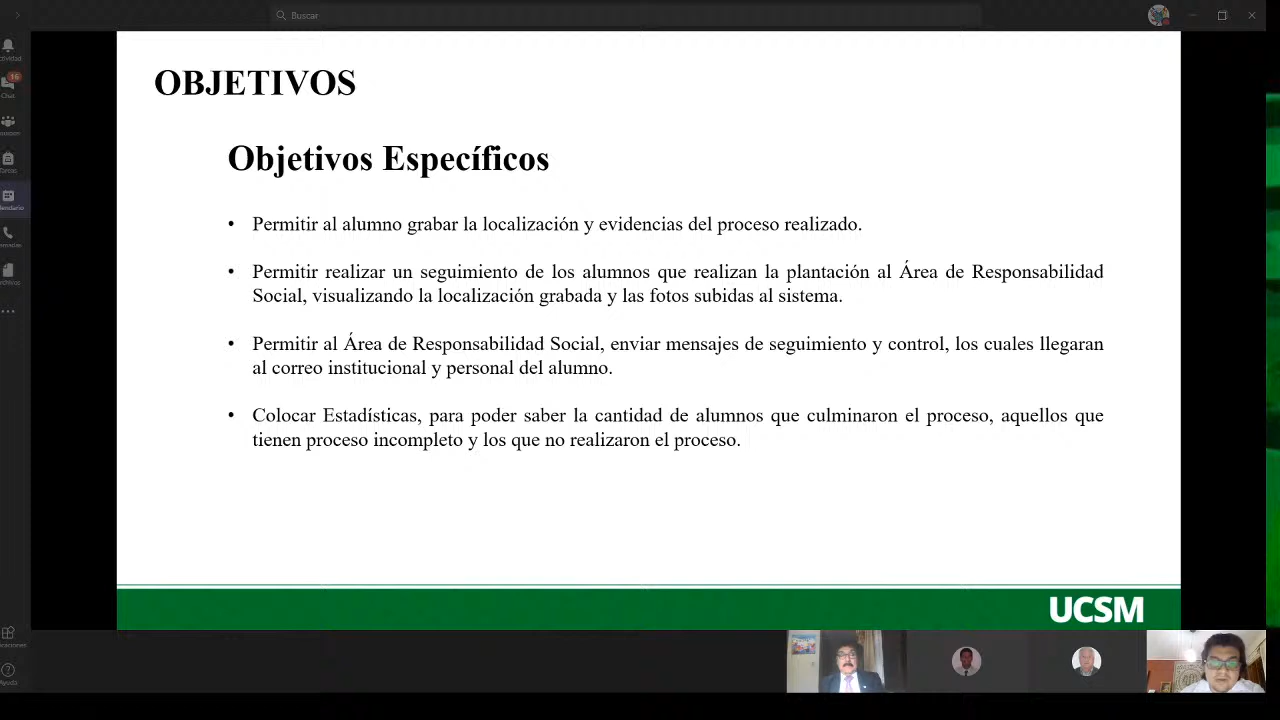 Buscar
OBJETIVOS
Objetivos Específicos
• Permitir al alumno grabar la localización y evidencias del proceso realizado.
• Permitir realizar un seguimiento de los alumnos que realizan la plantación al Área de Responsabilidad
Social, visualizando la localización grabada y las fotos subidas al sistema.
• Permitir al Área de Responsabilidad Social, enviar mensajes de seguimiento y control, los cuales llegaran
al correo institucional y personal del alumno.
• Colocar Estadísticas, para poder saber la cantidad de alumnos que culminaron el proceso, aquellos que
tienen proceso incompleto y los que no realizaron el proceso.
UCSM
16
Chat
Tareas
Ayuda